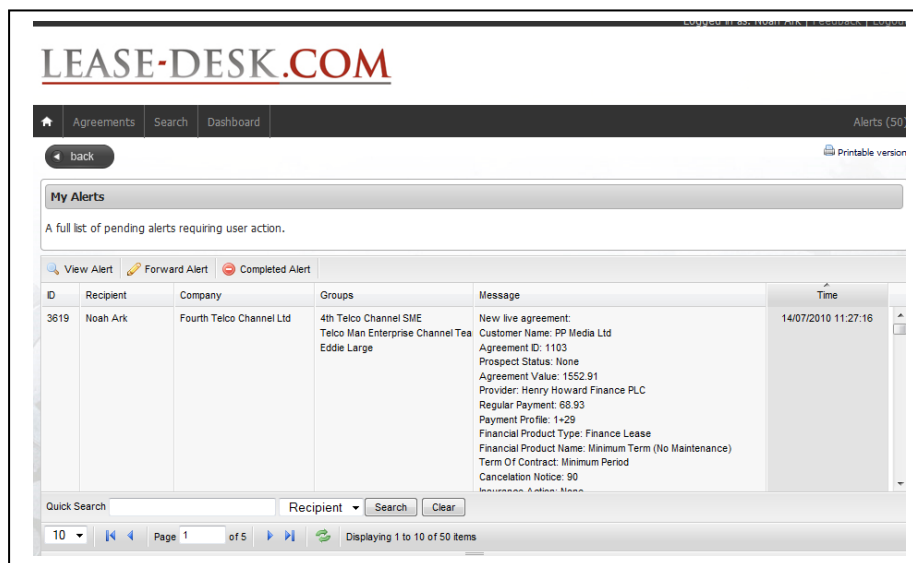 Logged in as: Noah Ark | Feedback | Logout
LEASE-DESK.COM
Agreements Search Dashboard Alerts (50)
back Printable version
My Alerts
A full list of pending alerts requiring user action.
View Alert Forward Alert Completed Alert
ID Recipient Company Groups Message Time
3619 Noah Ark Fourth Telco Channel Ltd 4th Telco Channel SME New live agreement: 14/07/2010 11:27:16
Telco Man Enterprise Channel Tea Customer Name: PP Media Ltd
Eddie Large Agreement ID: 1103
Prospect Status: None
Agreement Value: 1552.91
Provider: Henry Howard Finance PLC
Regular Payment: 68.93
Payment Profile: 1+29
Financial Product Type: Finance Lease
Financial Product Name: Minimum Term (No Maintenance)
Term Of Contract: Minimum Period
Cancelation Notice: 90
Insurance Action: None
Quick Search Recipient Search Clear
10 Page 1 of 5 Displaying 1 to 10 of 50 items